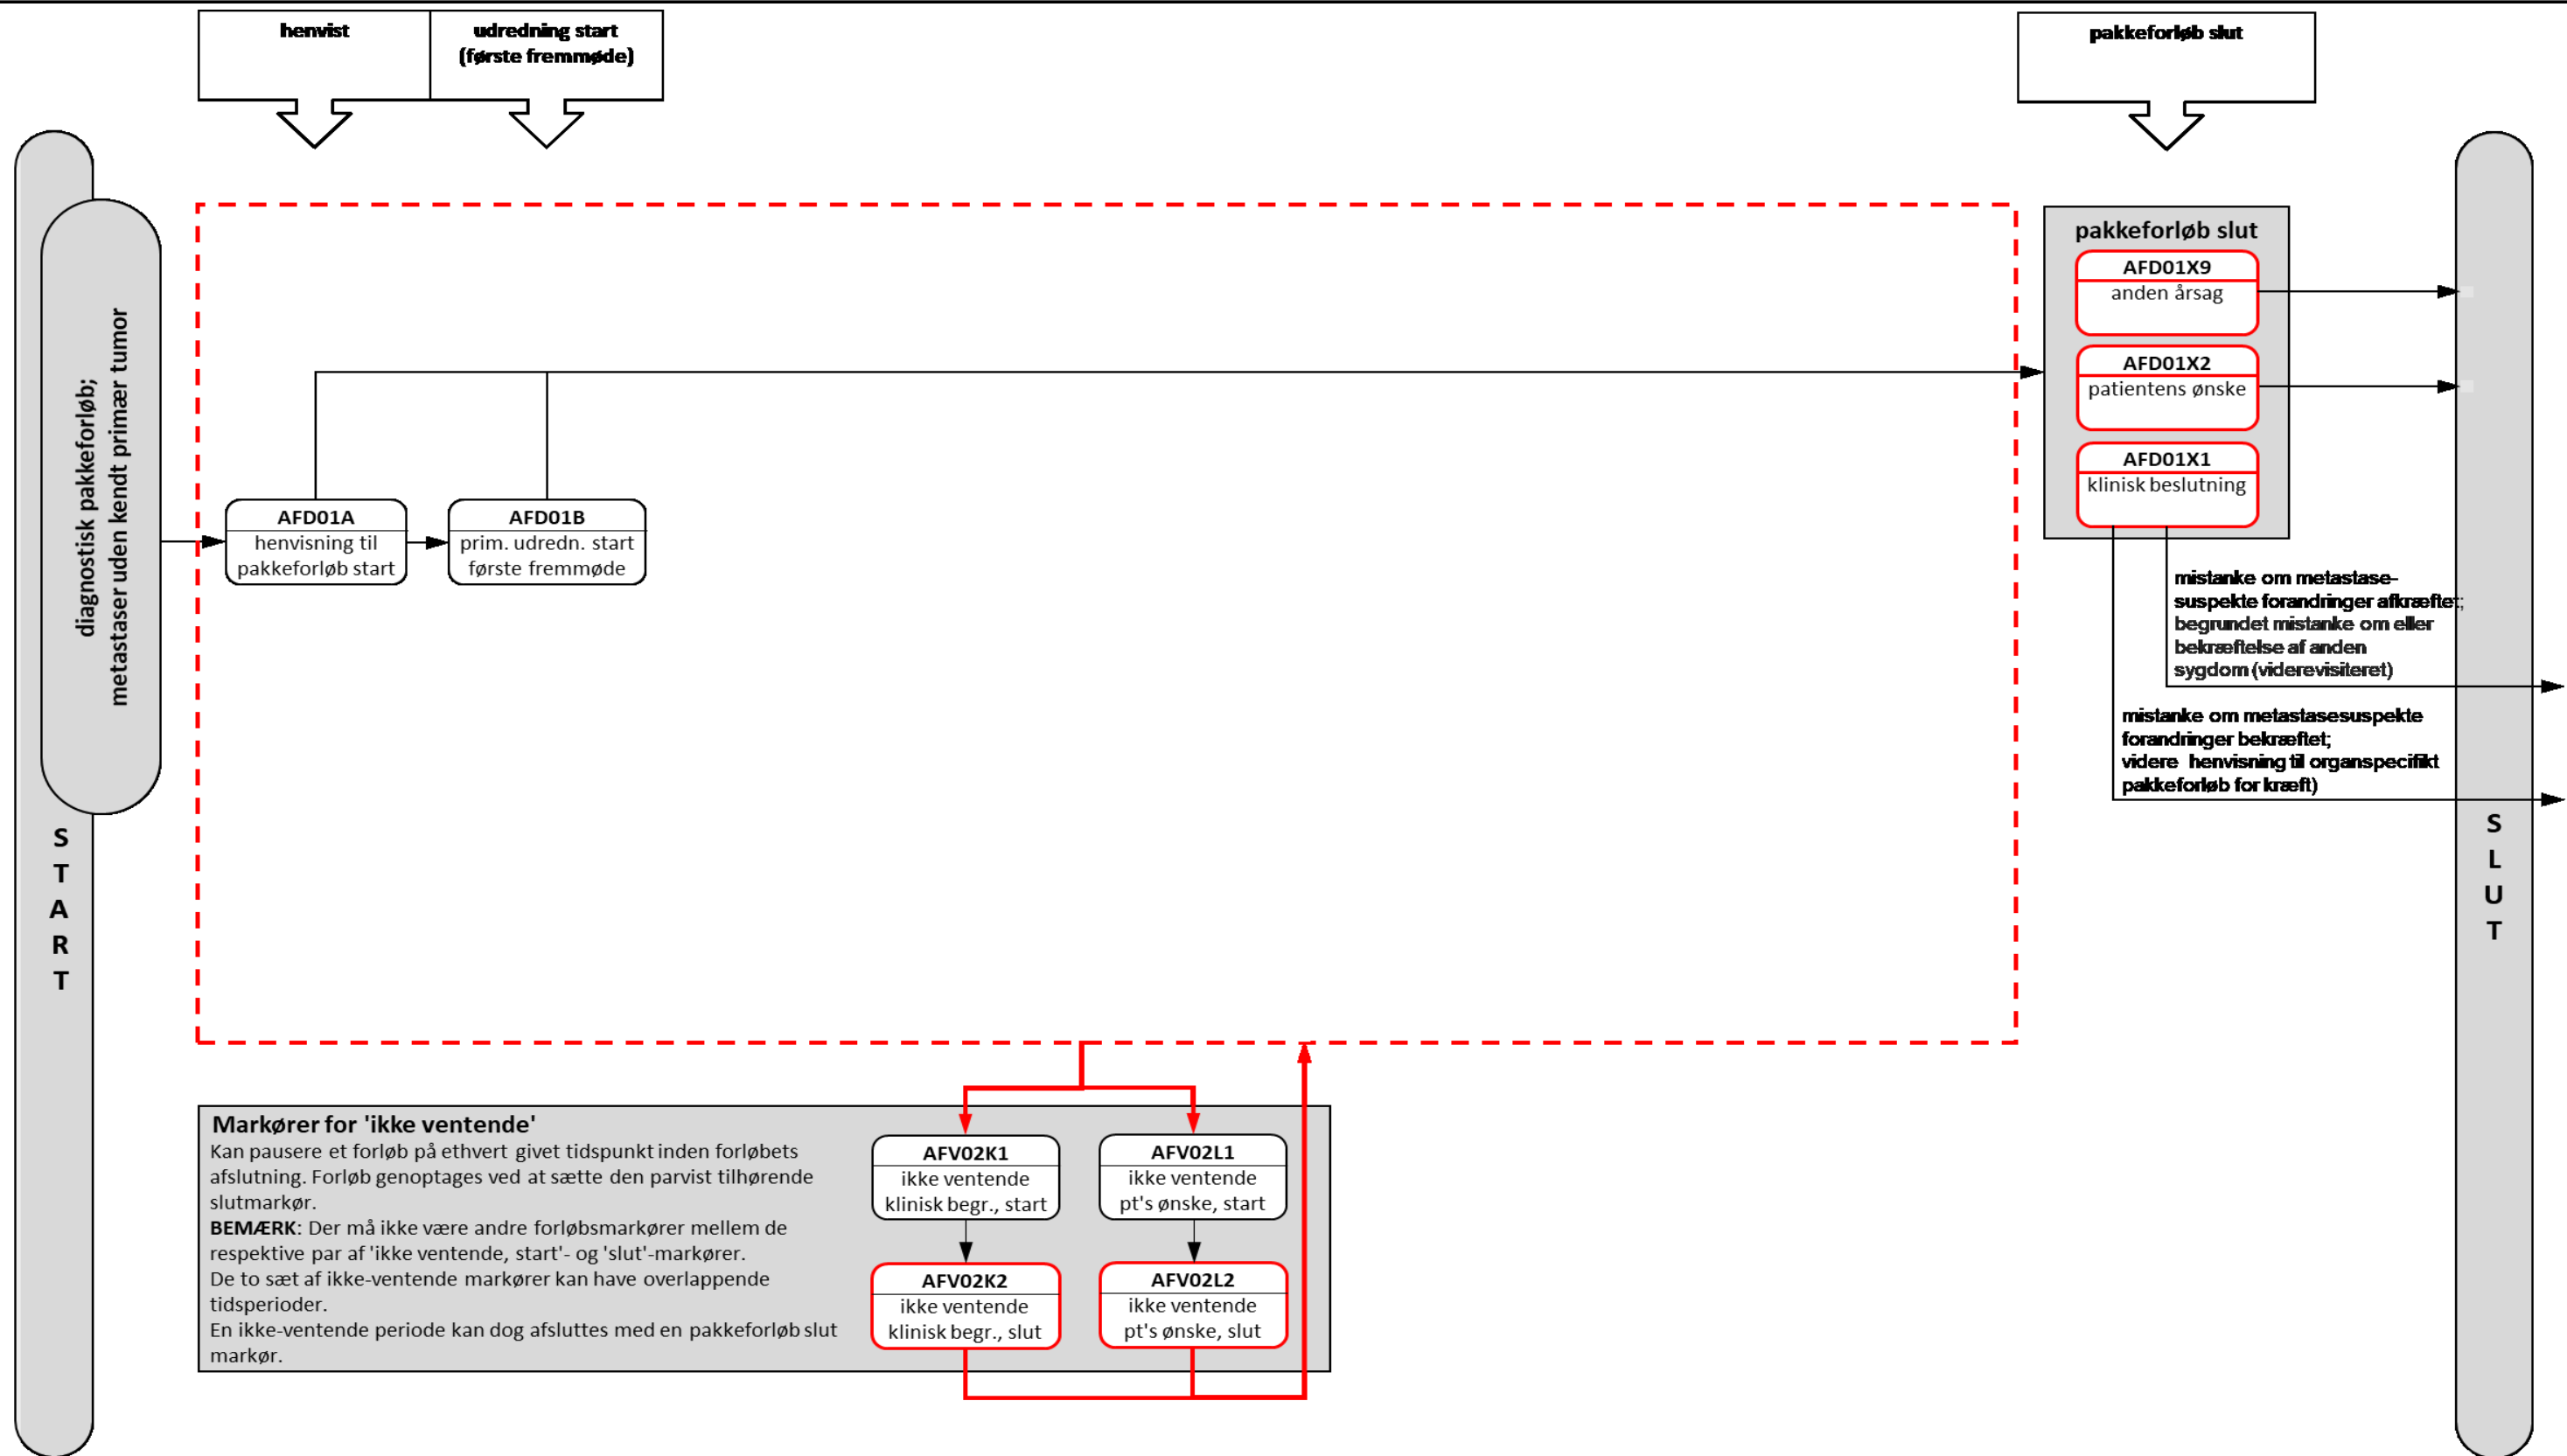 henvist
udredning start
(første fremmøde)
pakkeforløb slut
diagnostisk pakkeforløb;
metastaser uden kendt primær tumor
START
AFD01A
henvisning til
pakkeforløb start
AFD01B
prim. udredn. start
første fremmøde
pakkeforløb slut
AFD01X9
anden årsag
AFD01X2
patientens ønske
AFD01X1
klinisk beslutning
mistanke om metastase-
suspekte forandringer afkræftet;
begrundet mistanke om eller
bekræftelse af anden
sygdom (viderevisiteret)
mistanke om metastasesuspekte
forandringer bekræftet;
videre henvisning til organspecifikt
pakkeforløb for kræft)
SLUT
Markører for 'ikke ventende'
Kan pausere et forløb på ethvert givet tidspunkt inden forløbets
afslutning. Forløb genoptages ved at sætte den parvist tilhørende
slutmarkør.
BEMÆRK: Der må ikke være andre forløbsmarkører mellem de
respektive par af 'ikke ventende, start'- og 'slut'-markører.
De to sæt af ikke-ventende markører kan have overlappende
tidsperioder.
En ikke-ventende periode kan dog afsluttes med en pakkeforløb slut
markør.
AFV02K1
ikke ventende
klinisk begr., start
AFV02L1
ikke ventende
pt's ønske, start
AFV02K2
ikke ventende
klinisk begr., slut
AFV02L2
ikke ventende
pt's ønske, slut